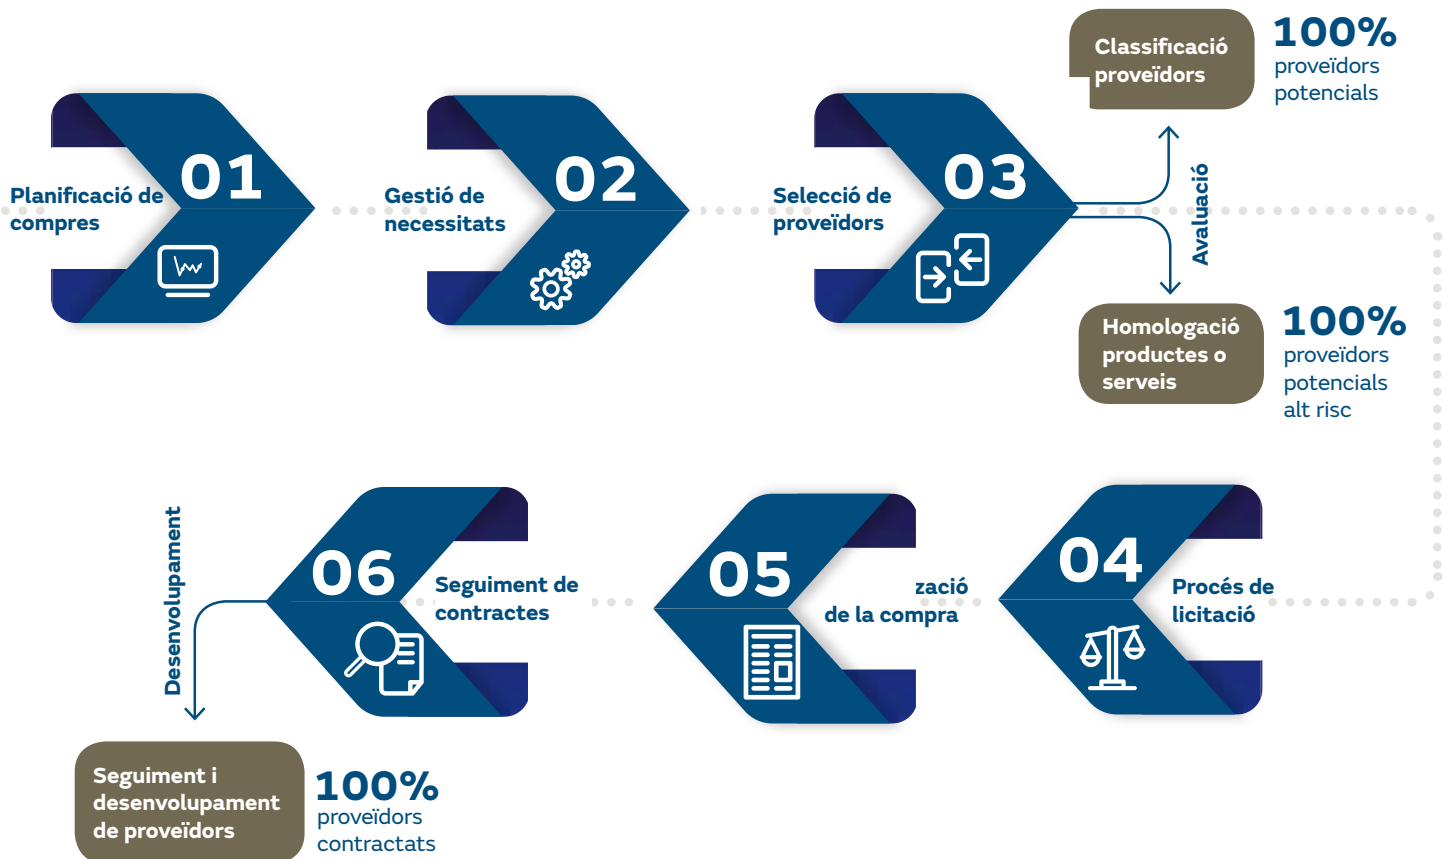 01
Planificació de
compres
02
Gestió de
necessitats
03
Selecció de
proveïdors
Avaluació
Classificació
proveïdors
100%
proveïdors
potencials
Homologació
productes o
serveis
100%
proveïdors
potencials
alt risc
04
Procés de
licitació
05
zació
de la compra
06
Seguiment de
contractes
Desenvolupament
Seguiment i
desenvolupament
de proveïdors
100%
proveïdors
contractats